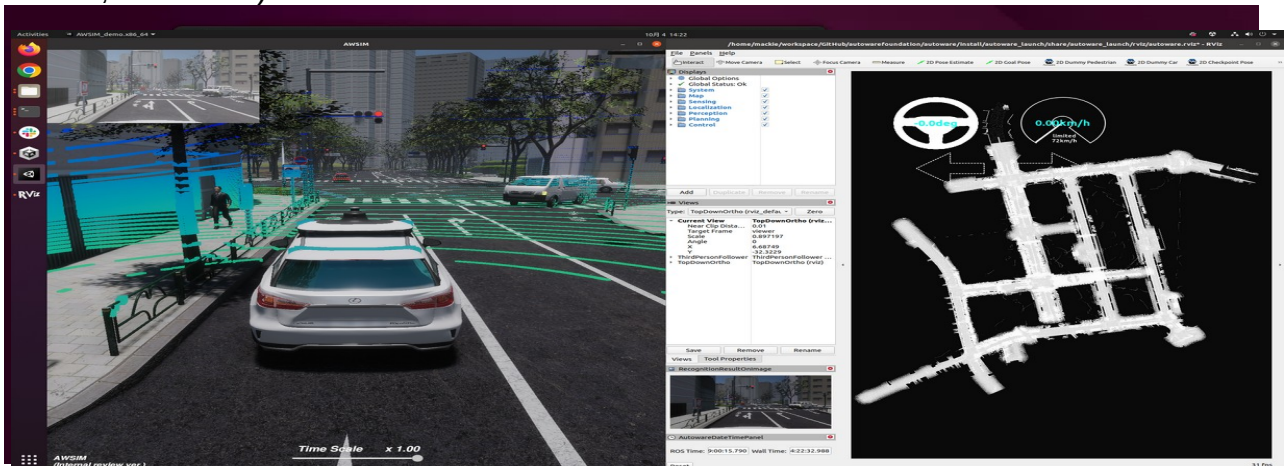 Activities
AWSIM_demo.x86_64
10月 4 14:22
AWSIM
/home/mackie/workspace/GitHub/autowarefoundation/autoware/install/autoware_launch/share/autoware_launch/rviz/autoware.rviz* - RViz
File Panels Help
Interact Move Camera Select Focus Camera Measure 2D Pose Estimate 2D Goal Pose 2D Dummy Pedestrian 2D Dummy Car 2D Checkpoint Pose
Displays
Global Options
Global Status: Ok
System
Map
Sensing
Localization
Perception
Planning
Control
Add Duplicate Remove Rename
Views
Type: TopDownOrtho (rviz_defau Zero
Current View TopDownOrtho (rviz...
Near Clip Dista... 0.01
Target Frame viewer
Scale 0.897197
Angle 0
X 6.68749
Y -32.3229
ThirdPersonFollower ThirdPersonFollower ...
TopDownOrtho TopDownOrtho (rviz)
Save Remove Rename
Views Tool Properties
RecognitionResultOnImage
AutowareDateTimePanel
ROS Time: 9:00:15.790 Wall Time: 4:22:32.988
Reset
31 fps
-0.0deg
0.00km/h
limited
72km/h
RViz
Time Scale x 1.00
AWSIM
(Internal review ver.)